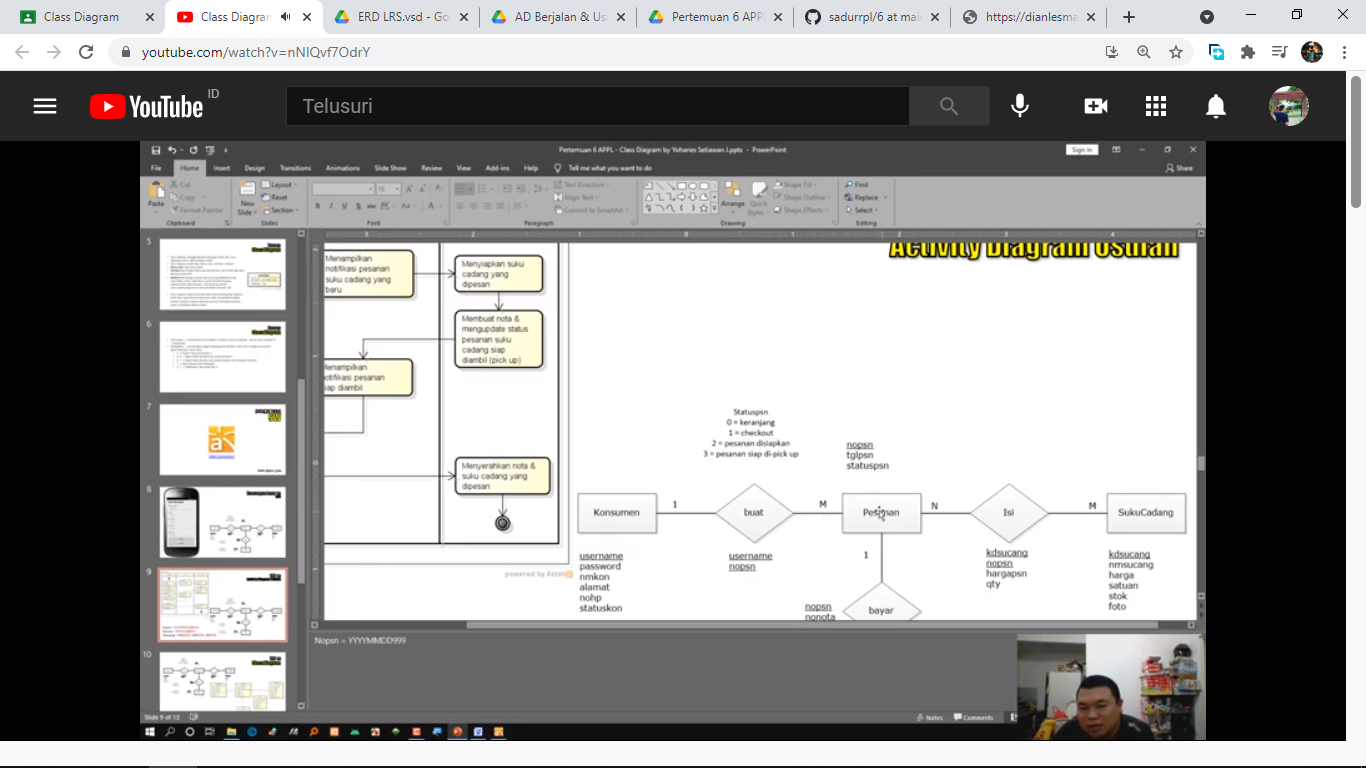 Class Diagram
Class Diagram
ERD LRS.vsd - Go
AD Berjalan & Us
Pertemuan 6 APP
sadurrpl/6 at mai
https://dianlesma
youtube.com/watch?v=nNIQvf7OdrY
YouTube
ID
Telusuri
Pertemuan 6 APPL - Class Diagram by Yohanes Setiawan J.pptx - PowerPoint
Sign in
File
Home
Insert
Design
Transitions
Animations
Slide Show
Review
View
Add-ins
Help
Tell me what you want to do
Share
Paste
Cut
Copy
Format Painter
Clipboard
New
Slide
Layout
Reset
Section
Slides
16
Font
Text Direction
Align Text
Convert to SmartArt
Paragraph
Arrange
Quick
Styles
Shape Fill
Shape Outline
Shape Effects
Drawing
Find
Replace
Select
Editing
5
6
7
8
9
10
Activity Diagram Usulan
Menampilkan
notifikasi pesanan
suku cadang yang
baru
Menyiapkan suku
cadang yang
dipesan
Membuat nota &
mengupdate status
pesanan suku
cadang siap
diambil (pick up)
Menampilkan
notifikasi pesanan
siap diambil
Menyerahkan nota &
suku cadang yang
dipesan
powered by Astah
Statuspsn
0 = keranjang
1 = checkout
2 = pesanan disiapkan
3 = pesanan siap di-pick up
nopsn
tglpsn
statuspsn
Konsumen
1
buat
M
Pesanan
N
Isi
M
SukuCadang
username
password
nmkon
alamat
nohp
statuskon
username
nopsn
1
kdsucang
nopsn
hargapsn
qty
kdsucang
nmsucang
harga
satuan
stok
foto
bayar
nopsn
nonota
Nopsn = YYYYMMDD999
Slide 9 of 13
Notes
Comments